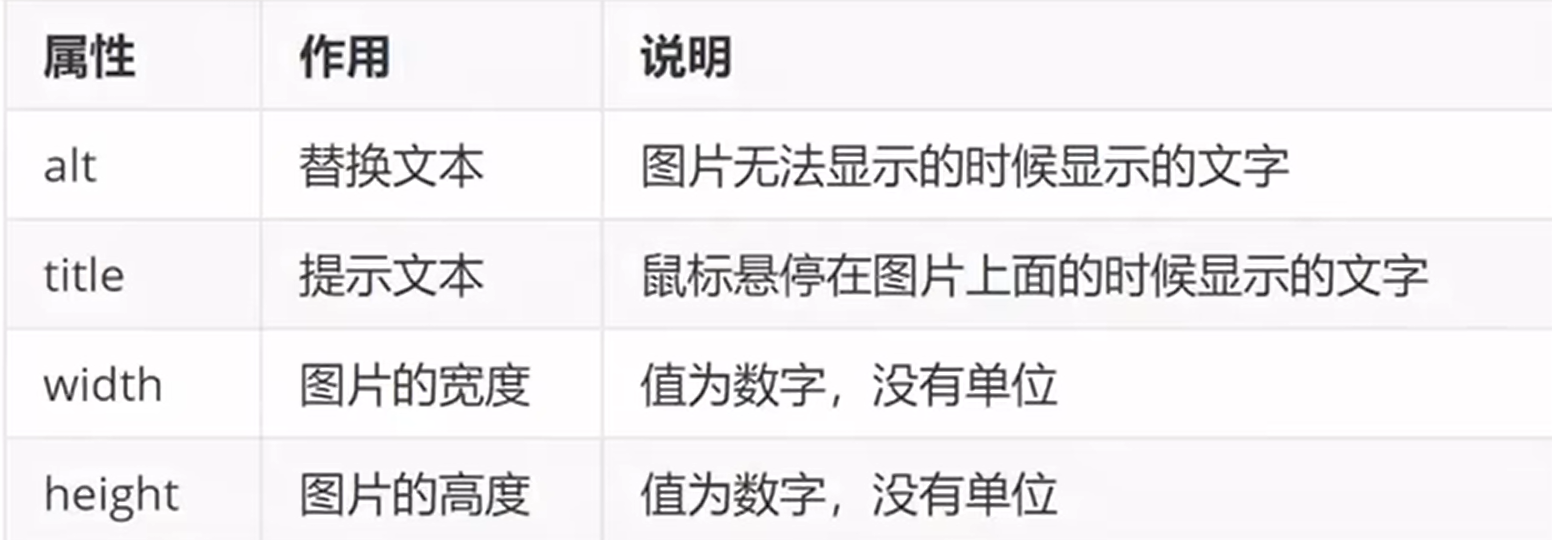 属性 作用 说明
alt 替换文本 图片无法显示的时候显示的文字
title 提示文本 鼠标悬停在图片上面的时候显示的文字
width 图片的宽度 值为数字，没有单位
height 图片的高度 值为数字，没有单位